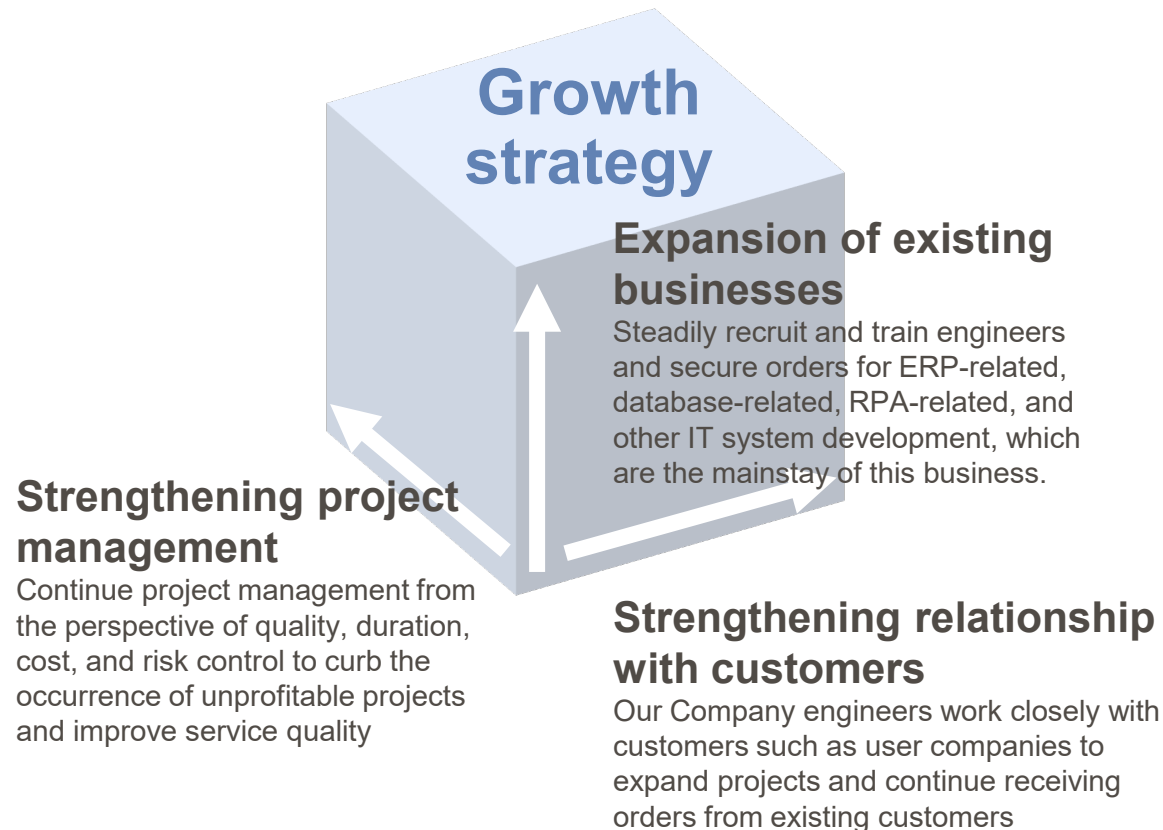 Growth
strategy
Expansion of existing
businesses
Steadily recruit and train engineers
and secure orders for ERP-related,
database-related, RPA-related, and
other IT system development, which
are the mainstay of this business.
Strengthening project
management
Continue project management from
the perspective of quality, duration,
cost, and risk control to curb the
occurrence of unprofitable projects
and improve service quality
Strengthening relationship
with customers
Our Company engineers work closely with
customers such as user companies to
expand projects and continue receiving
orders from existing customers